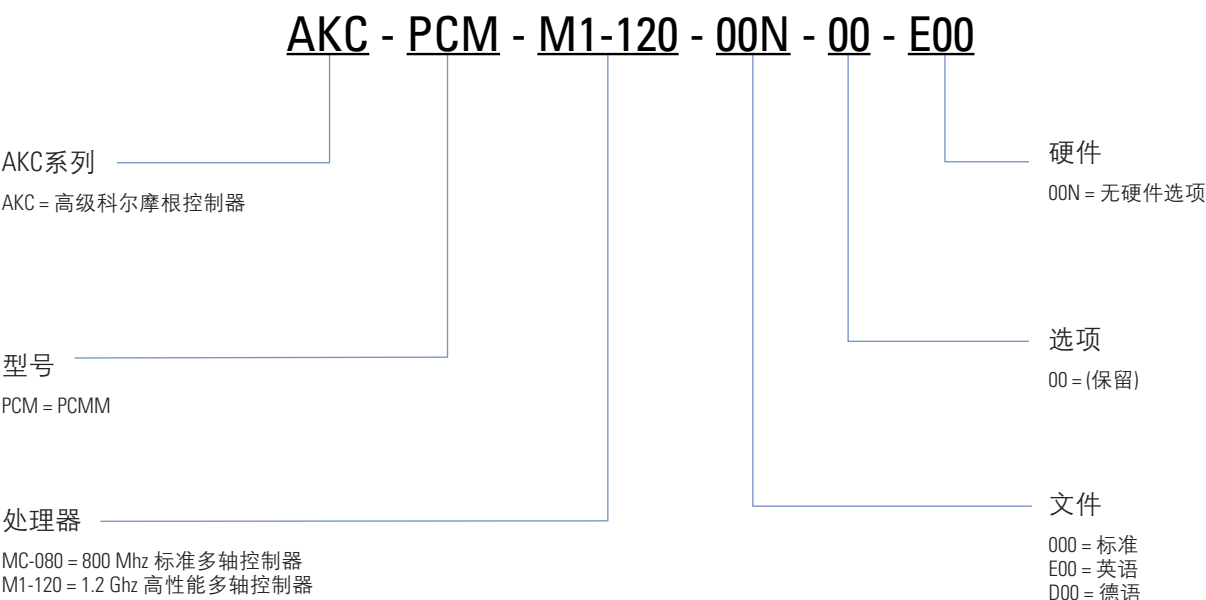 AKC - PCM - M1-120 - 00N - 00 - E00
AKC系列
AKC = 高级科尔摩根控制器
型号
PCM = PCMM
处理器
MC-080 = 800 Mhz 标准多轴控制器
M1-120 = 1.2 Ghz 高性能多轴控制器
硬件
00N = 无硬件选项
选项
00 = (保留)
文件
000 = 标准
E00 = 英语
D00 = 德语